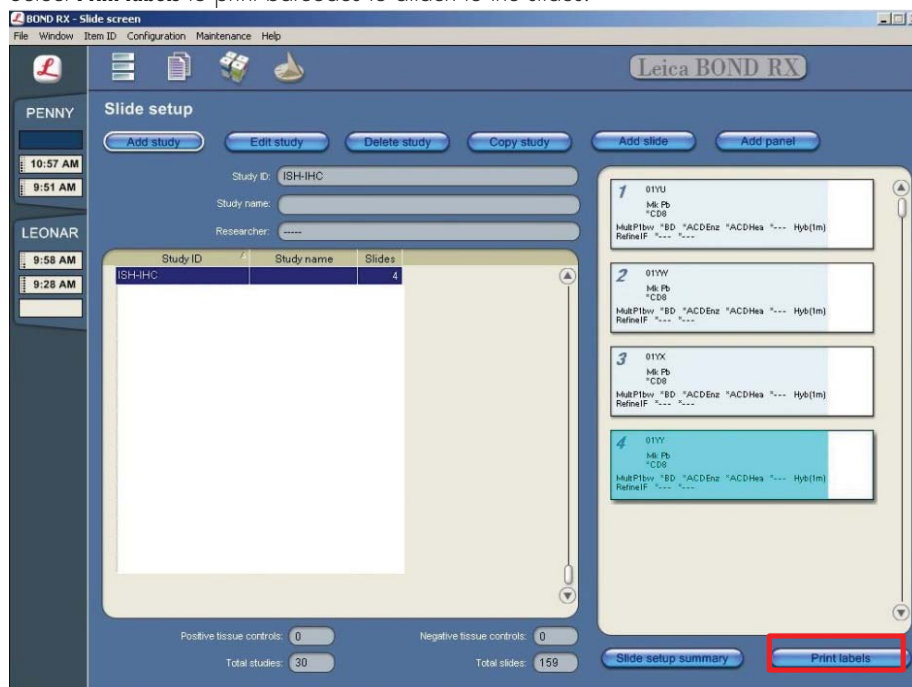 Select Print labels to print barcodes to attach to the slides.
BOND RX - Slide screen
File Window Item ID Configuration Maintenance Help
Leica BOND RX
PENNY
10:57 AM
9:51 AM
LEONAR
9:58 AM
9:28 AM
Slide setup
Add study Edit study Delete study Copy study Add slide Add panel
Study ID: ISH-IHC
Study name:
Researcher: -----
Study ID Study name Slides
ISH-IHC 4
1 01YU
Mk Pb
*CD8
MultP1bw *BD *ACDEnz *ACDHea *--- Hyb(1m)
RefineIF *--- *---
2 01YW
Mk Pb
*CD8
MultP1bw *BD *ACDEnz *ACDHea *--- Hyb(1m)
RefineIF *--- *---
3 01YX
Mk Pb
*CD8
MultP1bw *BD *ACDEnz *ACDHea *--- Hyb(1m)
RefineIF *--- *---
4 01YY
Mk Pb
*CD8
MultP1bw *BD *ACDEnz *ACDHea *--- Hyb(1m)
RefineIF *--- *---
Positive tissue controls: 0 Negative tissue controls: 0
Total studies: 30 Total slides: 159
Slide setup summary Print labels